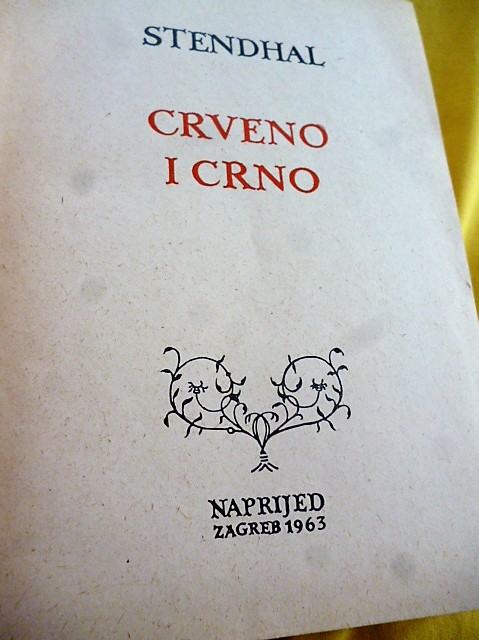 STENDHAL
CRVENO
I CRNO
NAPRIJED
ZAGREB 1963